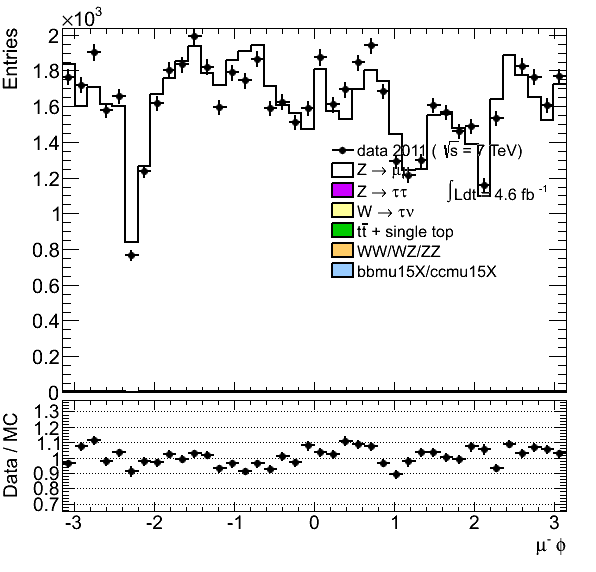 ×10³
Entries
2
1.8
1.6
1.4
1.2
1
0.8
0.6
0.4
0.2
0
data 2011 ( √s = 7 TeV)
Z → μμ
Z → ττ
∫Ldt = 4.6 fb⁻¹
W → τν
tt̄ + single top
WW/WZ/ZZ
bbmu15X/ccmu15X
Data / MC
1.3
1.2
1.1
1
0.9
0.8
0.7
-3 -2 -1 0 1 2 3
μ⁻ ϕ